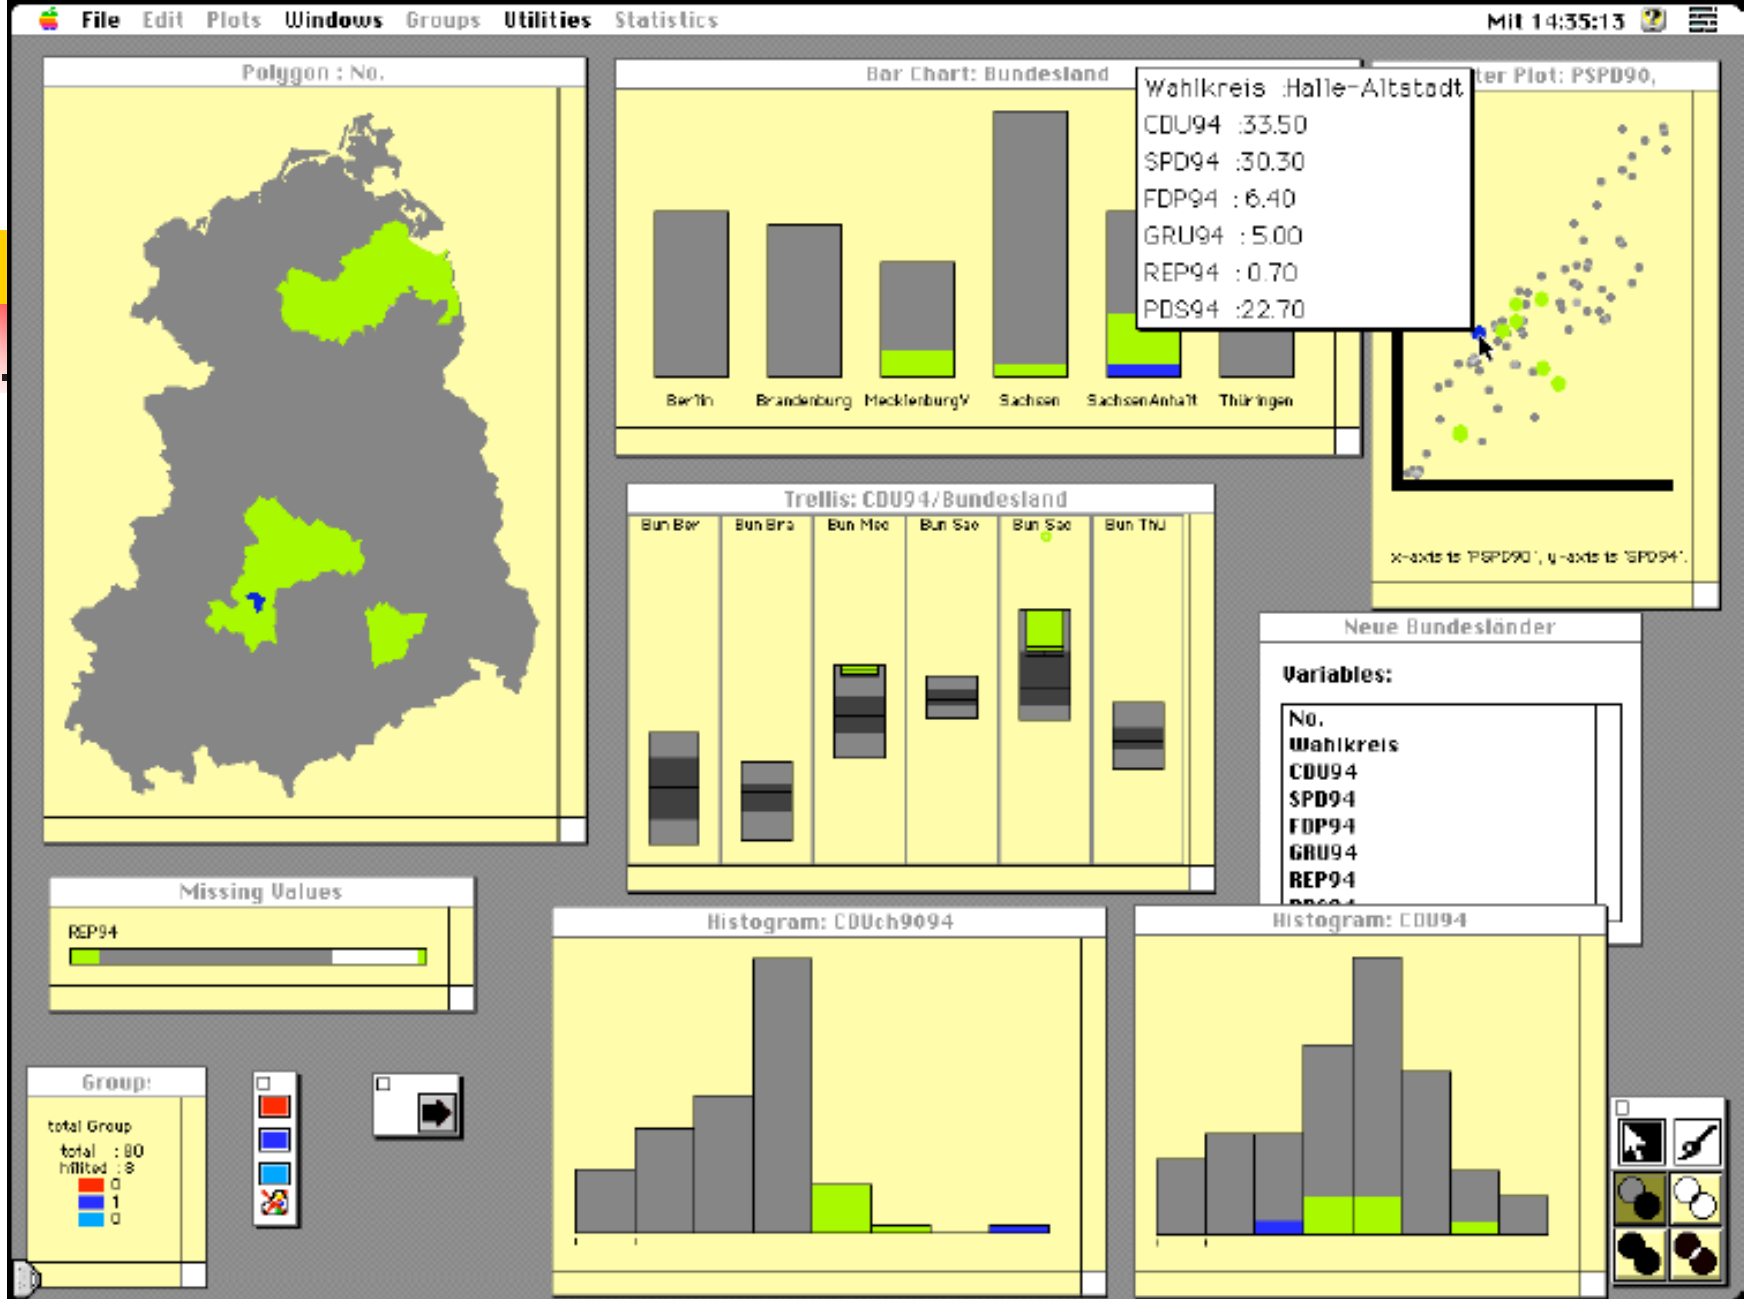 File Edit Plots Windows Groups Utilities Statistics
Mit 14:35:13
Polygon : No.
Bar Chart: Bundesland
Berlin
Brandenburg
MecklenburgV
Sachsen
SachsenAnhalt
Thüringen
Wahlkreis :Halle-Altstadt
CDU94 :33.50
SPD94 :30.30
FDP94 :6.40
GRU94 :5.00
REP94 :0.70
PDS94 :22.70
ter Plot: PSPD90,
x-axis is 'PSPD90', y-axis is 'SPD94'.
Trellis: CDU94/Bundesland
Bun Ber
Bun Bra
Bun Mec
Bun Sac
Bun Sac
Bun Thü
Neue Bundesländer
Variables:
No.
Wahlkreis
CDU94
SPD94
FDP94
GRU94
REP94
Missing Values
REP94
Histogram: CDUch9094
Histogram: CDU94
Group:
total Group
total :80
hilited :8
0
1
0